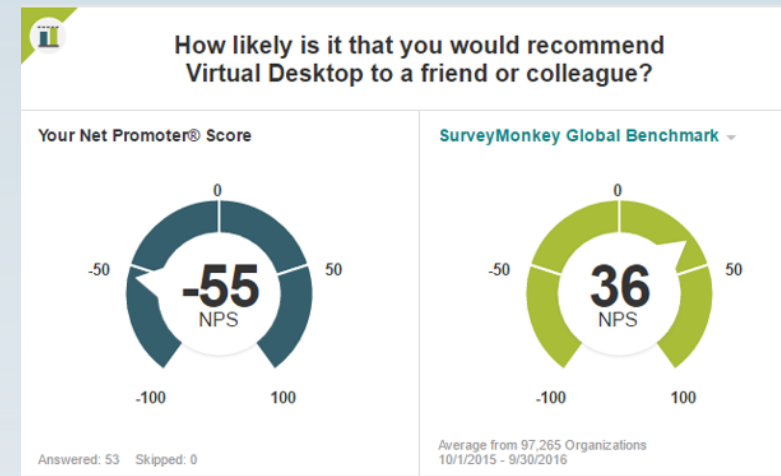 How likely is it that you would recommend
Virtual Desktop to a friend or colleague?
Your Net Promoter® Score
0
-50
50
-55
NPS
-100
100
Answered: 53 Skipped: 0
SurveyMonkey Global Benchmark
0
-50
50
36
NPS
-100
100
Average from 97,265 Organizations
10/1/2015 - 9/30/2016